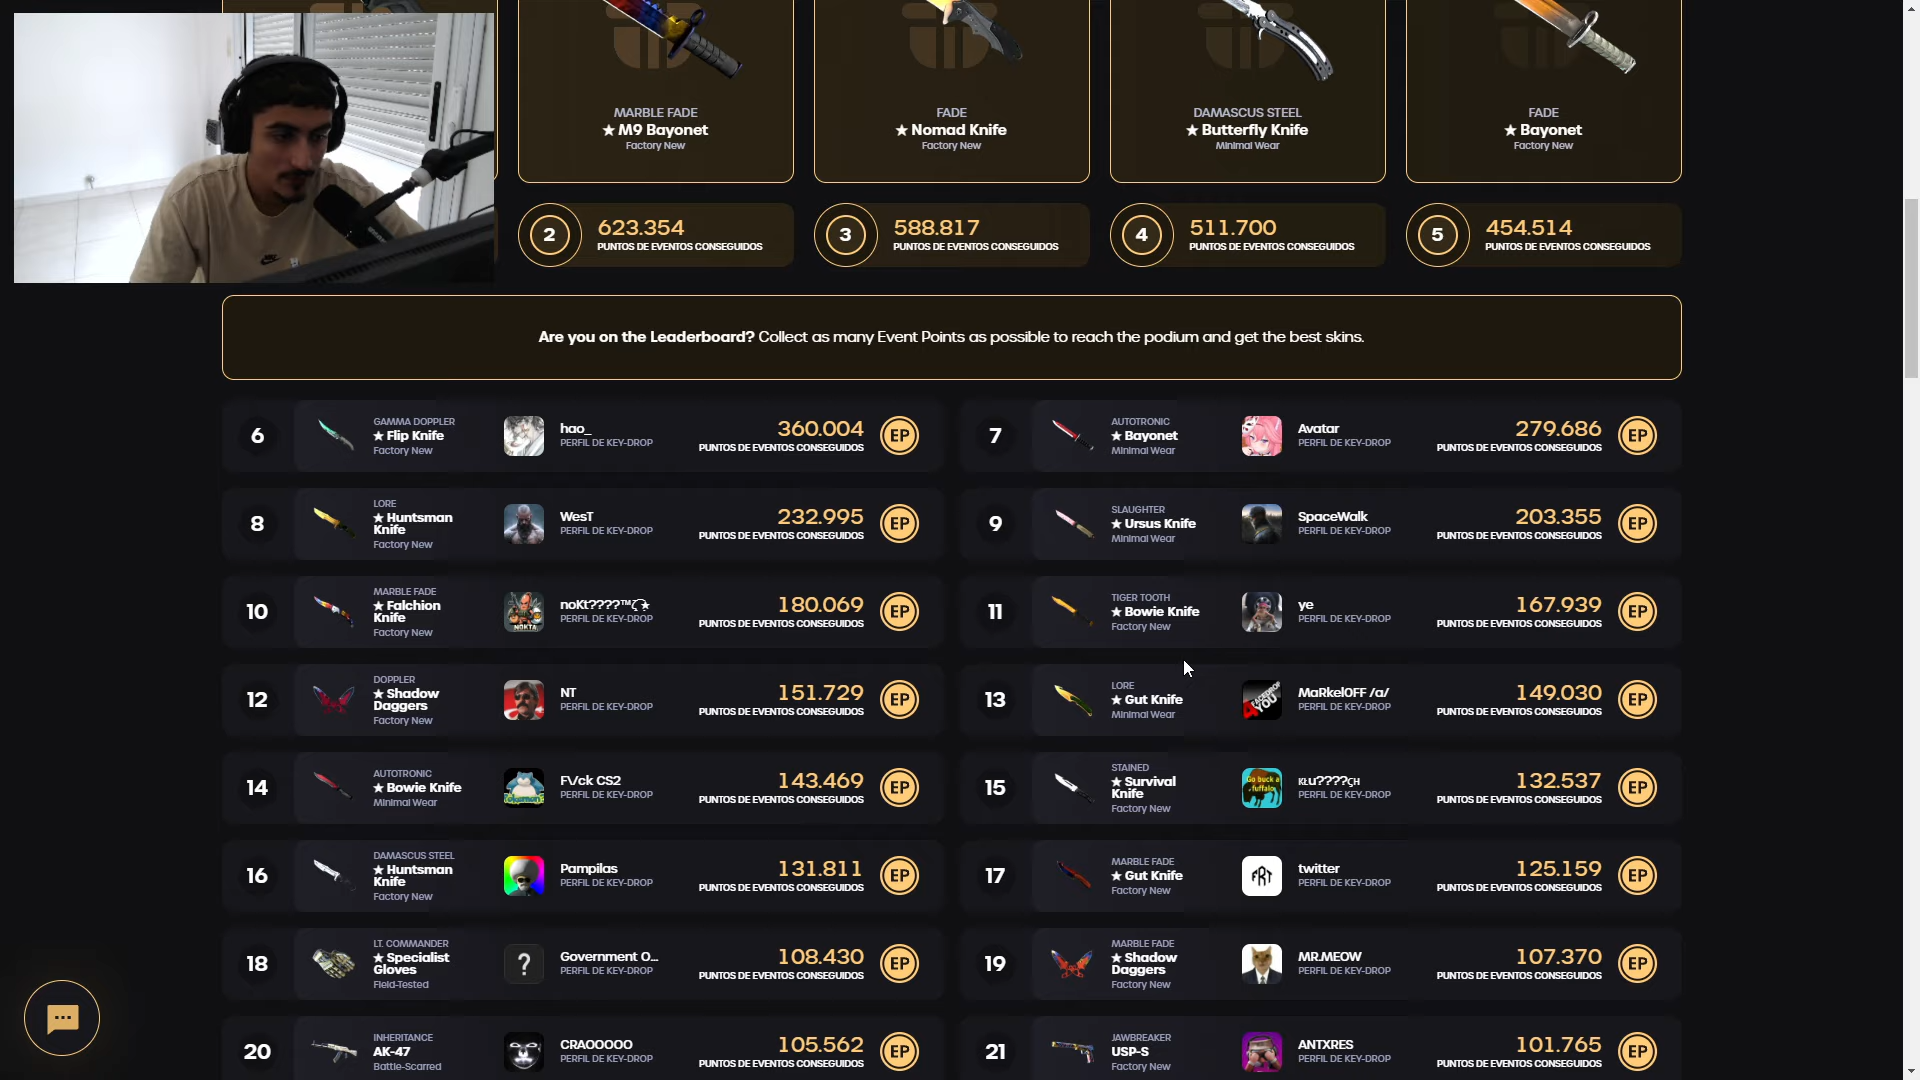 MARBLE FADE
★ M9 Bayonet
Factory New
FADE
★ Nomad Knife
Factory New
DAMASCUS STEEL
★ Butterfly Knife
Minimal Wear
FADE
★ Bayonet
Factory New
2
623.354
PUNTOS DE EVENTOS CONSEGUIDOS
3
588.817
PUNTOS DE EVENTOS CONSEGUIDOS
4
511.700
PUNTOS DE EVENTOS CONSEGUIDOS
5
454.514
PUNTOS DE EVENTOS CONSEGUIDOS
Are you on the Leaderboard? Collect as many Event Points as possible to reach the podium and get the best skins.
6
GAMMA DOPPLER
★ Flip Knife
Factory New
hao_
PERFIL DE KEY-DROP
360.004
PUNTOS DE EVENTOS CONSEGUIDOS
EP
7
AUTOTRONIC
★ Bayonet
Minimal Wear
Avatar
PERFIL DE KEY-DROP
279.686
PUNTOS DE EVENTOS CONSEGUIDOS
EP
8
LORE
★ Huntsman
Knife
Factory New
WesT
PERFIL DE KEY-DROP
232.995
PUNTOS DE EVENTOS CONSEGUIDOS
EP
9
SLAUGHTER
★ Ursus Knife
Minimal Wear
SpaceWalk
PERFIL DE KEY-DROP
203.355
PUNTOS DE EVENTOS CONSEGUIDOS
EP
10
MARBLE FADE
★ Falchion
Knife
Factory New
NOKTA
noKt????™
PERFIL DE KEY-DROP
180.069
PUNTOS DE EVENTOS CONSEGUIDOS
EP
11
TIGER TOOTH
★ Bowie Knife
Factory New
ye
PERFIL DE KEY-DROP
167.939
PUNTOS DE EVENTOS CONSEGUIDOS
EP
12
DOPPLER
★ Shadow
Daggers
Factory New
NT
PERFIL DE KEY-DROP
151.729
PUNTOS DE EVENTOS CONSEGUIDOS
EP
13
LORE
★ Gut Knife
Minimal Wear
MaRkel0FF /a/
PERFIL DE KEY-DROP
149.030
PUNTOS DE EVENTOS CONSEGUIDOS
EP
14
AUTOTRONIC
★ Bowie Knife
Minimal Wear
F\/ck CS2
PERFIL DE KEY-DROP
143.469
PUNTOS DE EVENTOS CONSEGUIDOS
EP
15
STAINED
★ Survival
Knife
Factory New
Go buck a
fuffalo
ĸŁu????ÇH
PERFIL DE KEY-DROP
132.537
PUNTOS DE EVENTOS CONSEGUIDOS
EP
16
DAMASCUS STEEL
★ Huntsman
Knife
Factory New
Pampilas
PERFIL DE KEY-DROP
131.811
PUNTOS DE EVENTOS CONSEGUIDOS
EP
17
MARBLE FADE
★ Gut Knife
Factory New
FRT
twitter
PERFIL DE KEY-DROP
125.159
PUNTOS DE EVENTOS CONSEGUIDOS
EP
18
LT. COMMANDER
★ Specialist
Gloves
Field-Tested
?
Government O...
PERFIL DE KEY-DROP
108.430
PUNTOS DE EVENTOS CONSEGUIDOS
EP
19
MARBLE FADE
★ Shadow
Daggers
Factory New
MR.MEOW
PERFIL DE KEY-DROP
107.370
PUNTOS DE EVENTOS CONSEGUIDOS
EP
20
INHERITANCE
AK-47
Battle-Scarred
CRAOOOOO
PERFIL DE KEY-DROP
105.562
PUNTOS DE EVENTOS CONSEGUIDOS
EP
21
JAWBREAKER
USP-S
Factory New
ANTXRES
PERFIL DE KEY-DROP
101.765
PUNTOS DE EVENTOS CONSEGUIDOS
EP